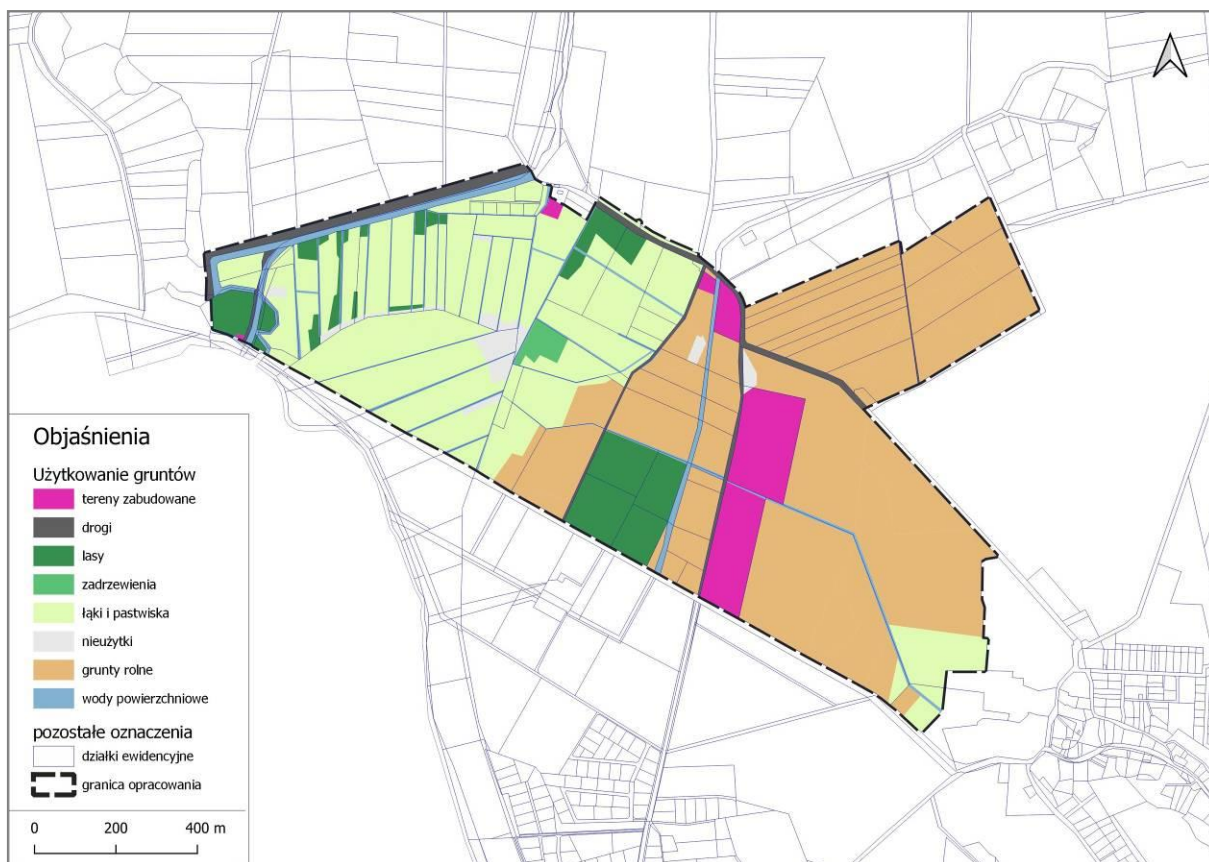 Objaśnienia
Użytkowanie gruntów
tereny zabudowane
drogi
lasy
zadrzewienia
łąki i pastwiska
nieużytki
grunty rolne
wody powierzchniowe
pozostałe oznaczenia
działki ewidencyjne
granica opracowania
0 200 400 m